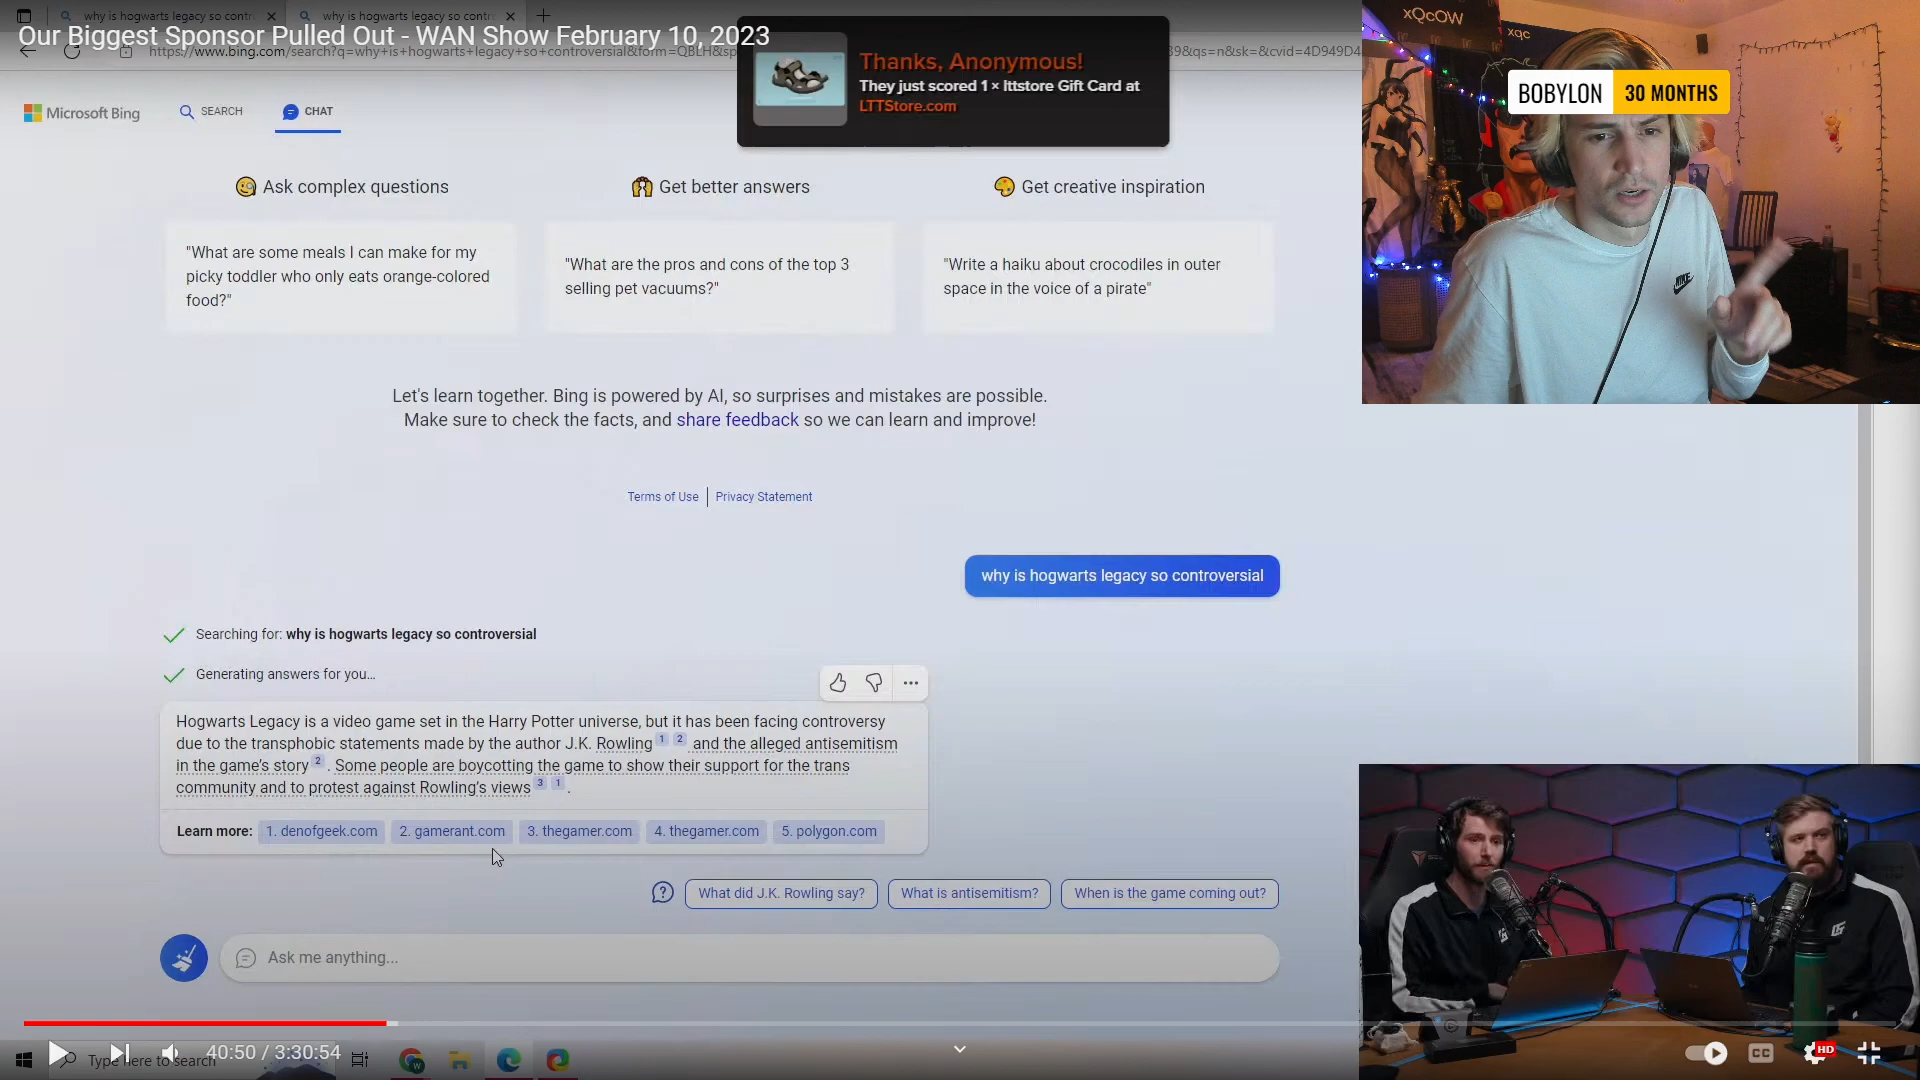 why is hogwarts legacy so contr
why is hogwarts legacy so contr
Our Biggest Sponsor Pulled Out - WAN Show February 10, 2023
https://www.bing.com/search?q=why+is+hogwarts+legacy+so+controversial&form=QBLH&sp
39&qs=n&sk=&cvid=4D949D4
Thanks, Anonymous!
They just scored 1 × lttstore Gift Card at
LTTStore.com
xQcOW
xqc
BOBYLON 30 MONTHS
Microsoft Bing
SEARCH
CHAT
Ask complex questions
Get better answers
Get creative inspiration
"What are some meals I can make for my
picky toddler who only eats orange-colored
food?"
"What are the pros and cons of the top 3
selling pet vacuums?"
"Write a haiku about crocodiles in outer
space in the voice of a pirate"
Let's learn together. Bing is powered by AI, so surprises and mistakes are possible.
Make sure to check the facts, and share feedback so we can learn and improve!
Terms of Use
Privacy Statement
why is hogwarts legacy so controversial
Searching for: why is hogwarts legacy so controversial
Generating answers for you...
Hogwarts Legacy is a video game set in the Harry Potter universe, but it has been facing controversy
due to the transphobic statements made by the author J.K. Rowling 1 2 and the alleged antisemitism
in the game's story 2 . Some people are boycotting the game to show their support for the trans
community and to protest against Rowling's views 3 1 .
Learn more: 1. denofgeek.com 2. gamerant.com 3. thegamer.com 4. thegamer.com 5. polygon.com
What did J.K. Rowling say?
What is antisemitism?
When is the game coming out?
Ask me anything...
40:50 / 3:30:54
Type here to search
CC
HD
NIKE